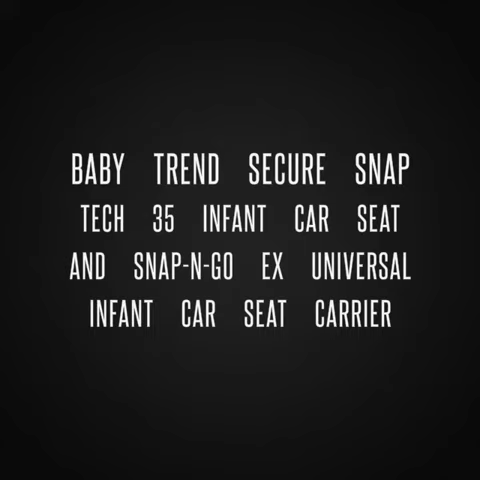 BABY TREND SECURE SNAP
TECH 35 INFANT CAR SEAT
AND SNAP-N-GO EX UNIVERSAL
INFANT CAR SEAT CARRIER